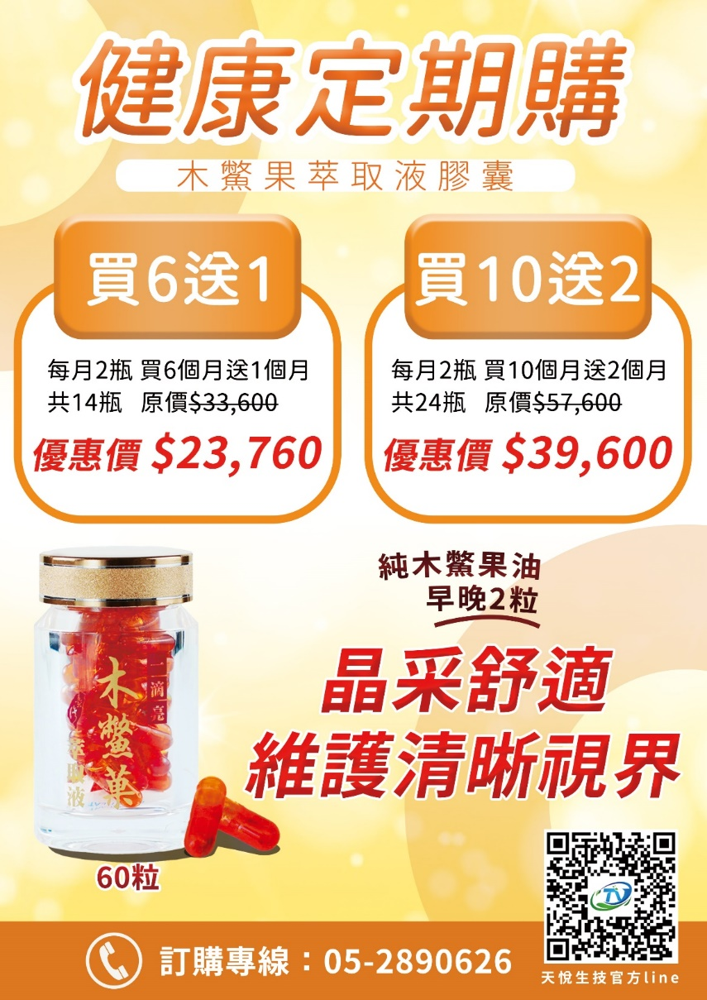 健康定期購
木鱉果萃取液膠囊
買6送1
每月2瓶 買6個月送1個月
共14瓶 原價$33,600
優惠價 $23,760
買10送2
每月2瓶 買10個月送2個月
共24瓶 原價$57,600
優惠價 $39,600
純木鱉果油
早晚2粒
晶采舒適
維護清晰視界
一滴亮
木鱉菓
萃取液
60粒
TV
訂購專線：05-2890626
天悅生技官方line